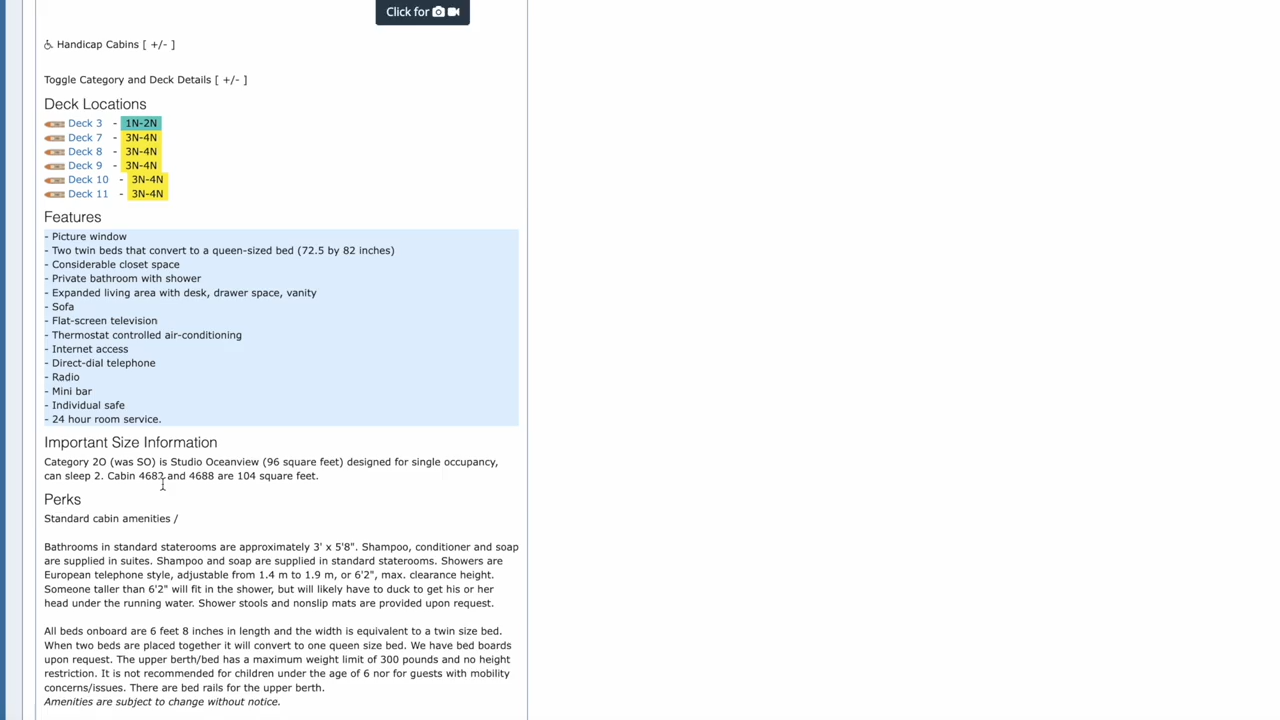 Click for
Handicap Cabins [ +/- ]
Toggle Category and Deck Details [ +/- ]
Deck Locations
Deck 3 - 1N-2N
Deck 7 - 3N-4N
Deck 8 - 3N-4N
Deck 9 - 3N-4N
Deck 10 - 3N-4N
Deck 11 - 3N-4N
Features
- Picture window
- Two twin beds that convert to a queen-sized bed (72.5 by 82 inches)
- Considerable closet space
- Private bathroom with shower
- Expanded living area with desk, drawer space, vanity
- Sofa
- Flat-screen television
- Thermostat controlled air-conditioning
- Internet access
- Direct-dial telephone
- Radio
- Mini bar
- Individual safe
- 24 hour room service.
Important Size Information
Category 2O (was SO) is Studio Oceanview (96 square feet) designed for single occupancy,
can sleep 2. Cabin 4682 and 4688 are 104 square feet.
Perks
Standard cabin amenities /
Bathrooms in standard staterooms are approximately 3' x 5'8". Shampoo, conditioner and soap
are supplied in suites. Shampoo and soap are supplied in standard staterooms. Showers are
European telephone style, adjustable from 1.4 m to 1.9 m, or 6'2", max. clearance height.
Someone taller than 6'2" will fit in the shower, but will likely have to duck to get his or her
head under the running water. Shower stools and nonslip mats are provided upon request.
All beds onboard are 6 feet 8 inches in length and the width is equivalent to a twin size bed.
When two beds are placed together it will convert to one queen size bed. We have bed boards
upon request. The upper berth/bed has a maximum weight limit of 300 pounds and no height
restriction. It is not recommended for children under the age of 6 nor for guests with mobility
concerns/issues. There are bed rails for the upper berth.
Amenities are subject to change without notice.